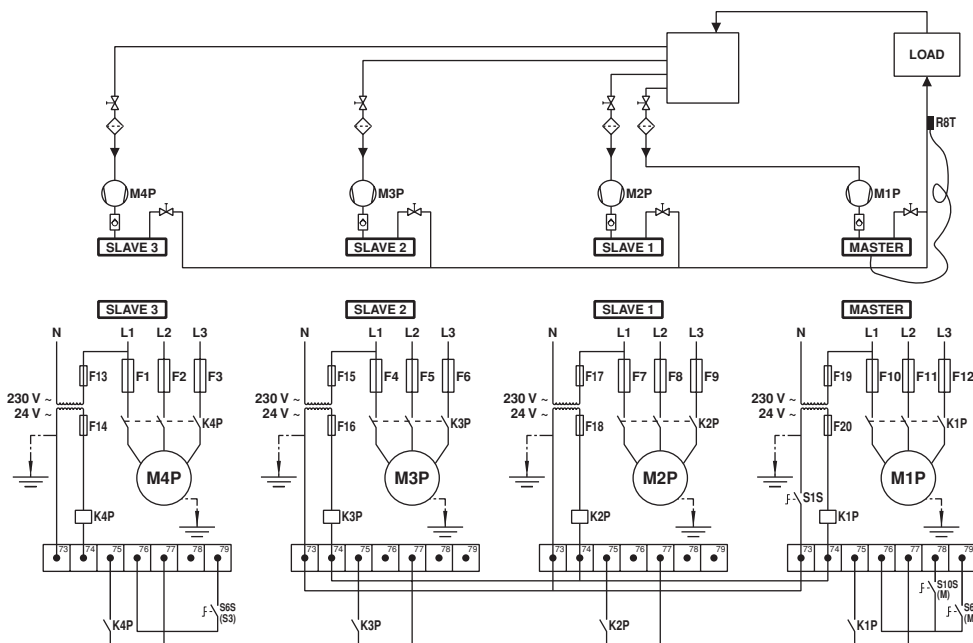 LOAD
R8T
M4P
M3P
M2P
M1P
SLAVE 3
SLAVE 2
SLAVE 1
MASTER
SLAVE 3
SLAVE 2
SLAVE 1
MASTER
N L1 L2 L3
N L1 L2 L3
N L1 L2 L3
N L1 L2 L3
F13 F1 F2 F3
F15 F4 F5 F6
F17 F7 F8 F9
F19 F10 F11 F12
230 V ~
24 V ~
230 V ~
24 V ~
230 V ~
24 V ~
230 V ~
24 V ~
F14 K4P
F16 K3P
F18 K2P
F20 K1P
M4P
M3P
M2P
M1P
S1S
K4P
K3P
K2P
K1P
73 74 75 76 77 78 79
73 74 75 76 77 78 79
73 74 75 76 77 78 79
73 74 75 76 77 78 79
K4P
S6S
(S3)
K3P
K2P
K1P
S10S
(M)
S6
(M